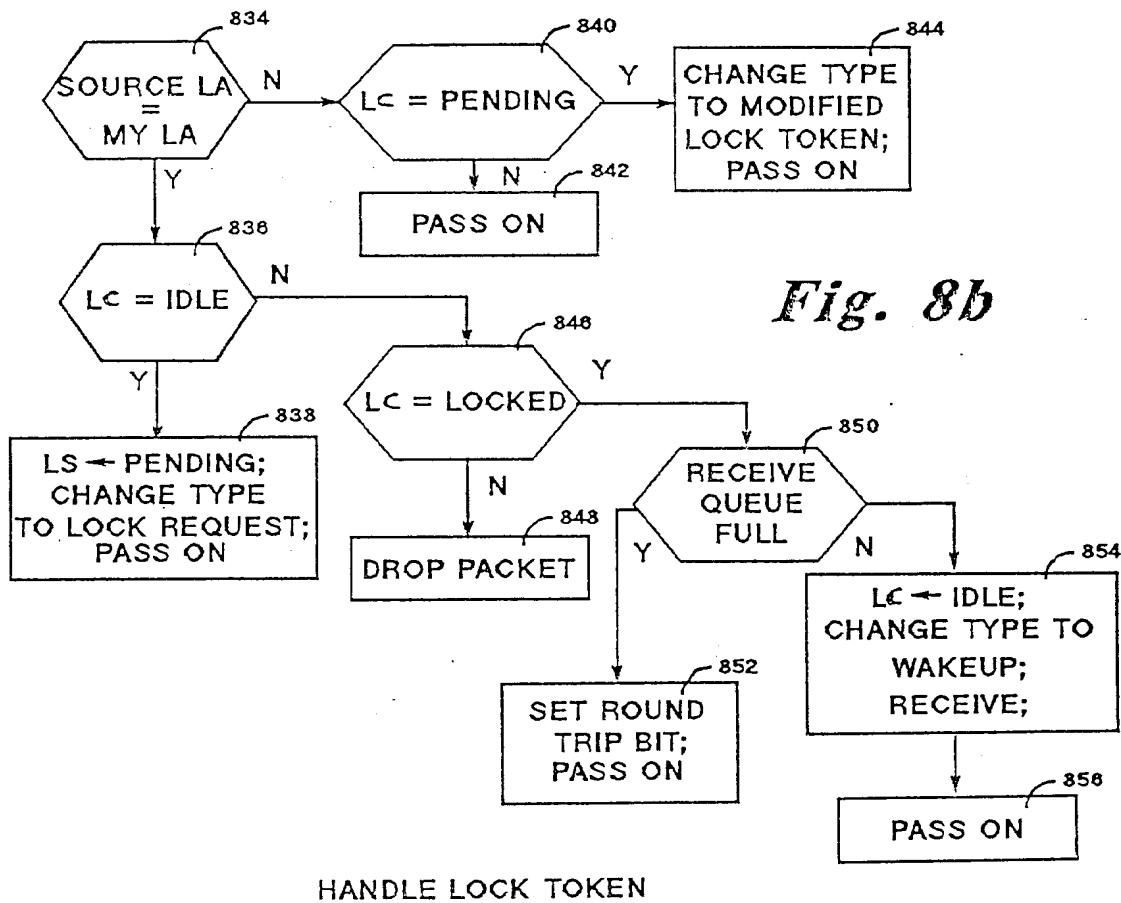 834
SOURCE LA
=
MY LA
N
Y
840
LC = PENDING
Y
N
844
CHANGE TYPE
TO MODIFIED
LOCK TOKEN;
PASS ON
842
PASS ON
836
LC = IDLE
N
Y
Fig. 8b
846
LC = LOCKED
Y
N
838
LS ← PENDING;
CHANGE TYPE
TO LOCK REQUEST;
PASS ON
850
RECEIVE
QUEUE
FULL
Y
N
848
DROP PACKET
854
LC ← IDLE;
CHANGE TYPE TO
WAKEUP;
RECEIVE;
852
SET ROUND
TRIP BIT;
PASS ON
856
PASS ON
HANDLE LOCK TOKEN